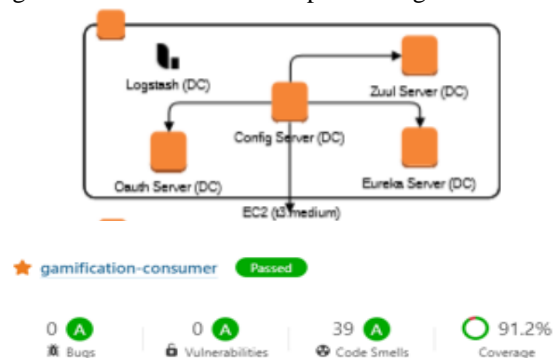 Logstash (DC)
Zuul Server (DC)
Config Server (DC)
Oauth Server (DC)
Eureka Server (DC)
EC2 (t3.medium)
gamification-consumer Passed
0 A 0 A 39 A 91.2%
Bugs Vulnerabilities Code Smells Coverage